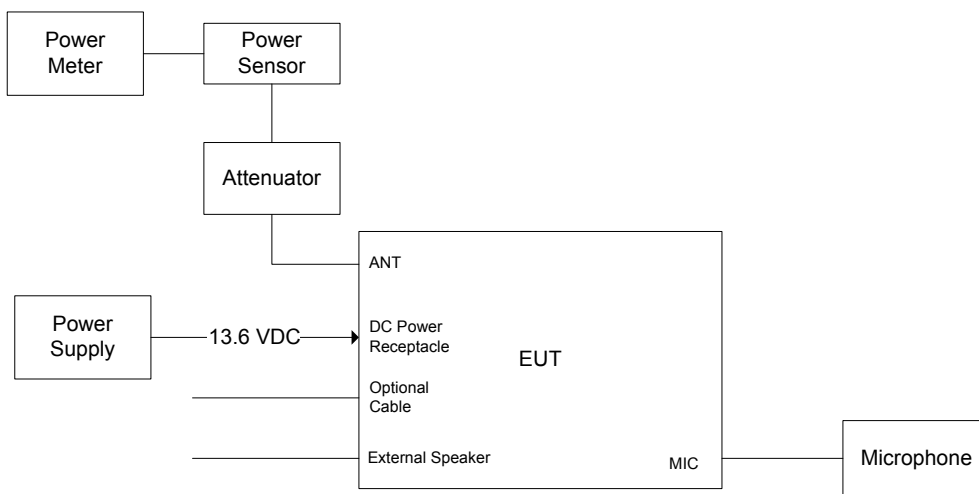 Power
Meter
Power
Sensor
Attenuator
ANT
Power
Supply
13.6 VDC
DC Power
Receptacle
EUT
Optional
Cable
External Speaker
MIC
Microphone